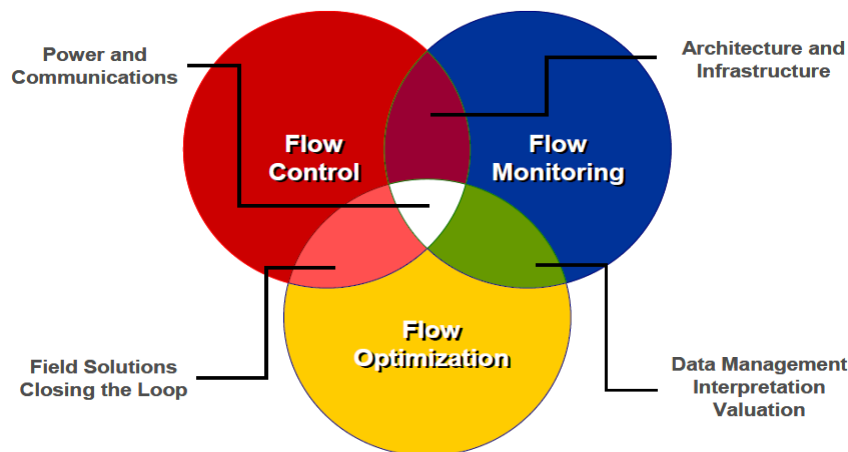 Power and
Communications
Architecture and
Infrastructure
Flow
Control
Flow
Monitoring
Flow
Optimization
Field Solutions
Closing the Loop
Data Management
Interpretation
Valuation